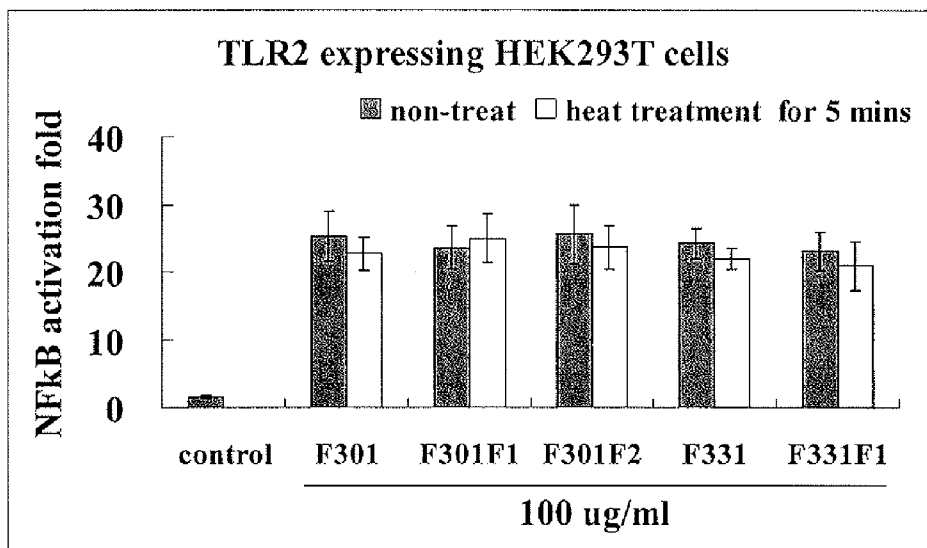 TLR2 expressing HEK293T cells
non-treat heat treatment for 5 mins
NFkB activation fold
40
30
20
10
0
control F301 F301F1 F301F2 F331 F331F1
100 ug/ml